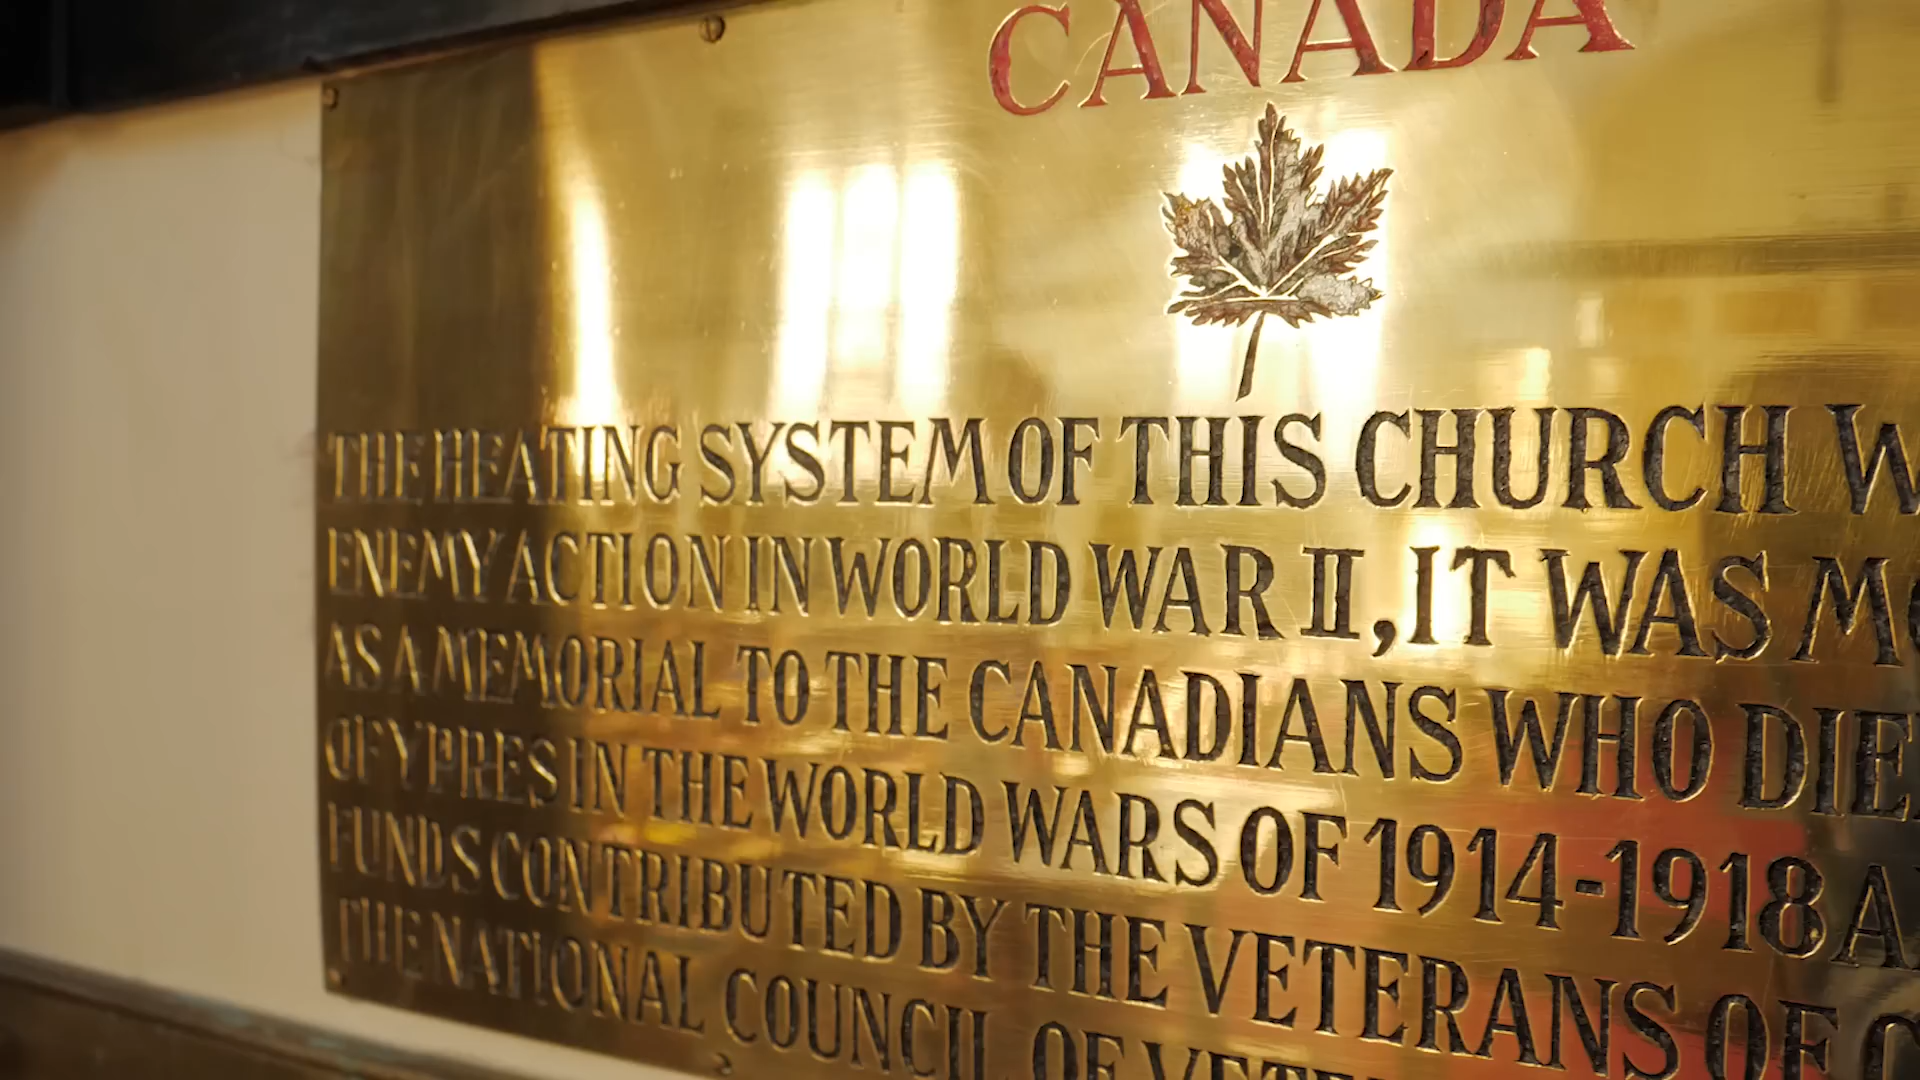 CANADA
THE HEATING SYSTEM OF THIS CHURCH
ENEMY ACTION IN WORLD WAR II, IT WAS
AS A MEMORIAL TO THE CANADIANS WHO
OF YPRES IN THE WORLD WARS OF 1914-1918
FUNDS CONTRIBUTED BY THE VETERANS OF
THE NATIONAL COUNCIL OF